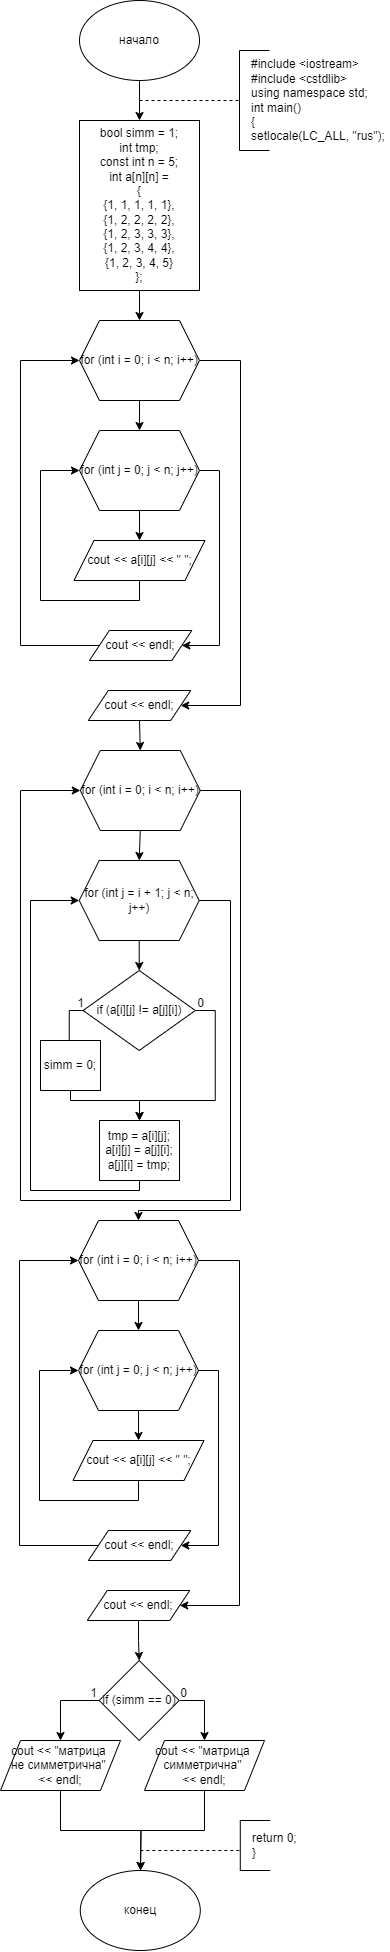 начало
#include <iostream>
#include <cstdlib>
using namespace std;
int main()
{
setlocale(LC_ALL, "rus");
bool simm = 1;
int tmp;
const int n = 5;
int a[n][n] =
{
{1, 1, 1, 1, 1},
{1, 2, 2, 2, 2},
{1, 2, 3, 3, 3},
{1, 2, 3, 4, 4},
{1, 2, 3, 4, 5}
};
for (int i = 0; i < n; i++)
for (int j = 0; j < n; j++)
cout << a[i][j] << " ";
cout << endl;
cout << endl;
for (int i = 0; i < n; i++)
for (int j = i + 1; j < n;
j++)
1
0
if (a[i][j] != a[j][i])
simm = 0;
tmp = a[i][j];
a[i][j] = a[j][i];
a[j][i] = tmp;
for (int i = 0; i < n; i++)
for (int j = 0; j < n; j++)
cout << a[i][j] << " ";
cout << endl;
cout << endl;
1
0
if (simm == 0)
cout << "матрица
не симметрична"
<< endl;
cout << "матрица
симметрична"
<< endl;
return 0;
}
конец